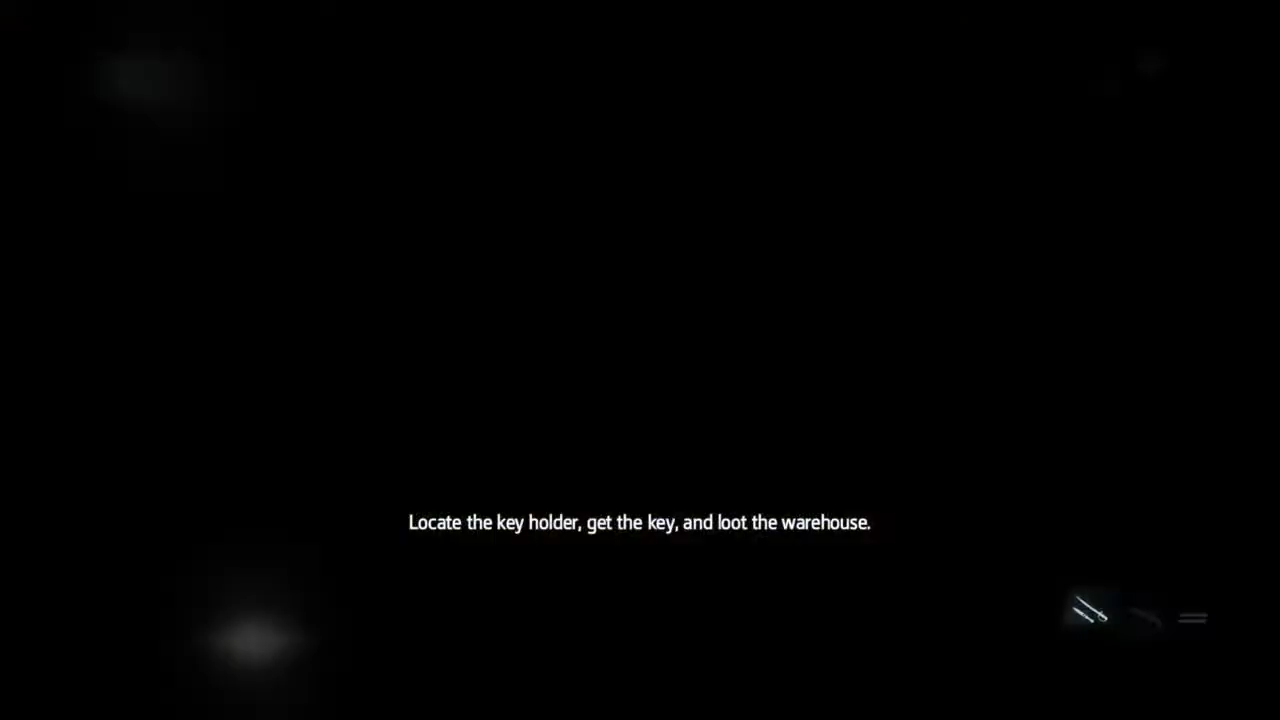 Locate the key holder, get the key, and loot the warehouse.